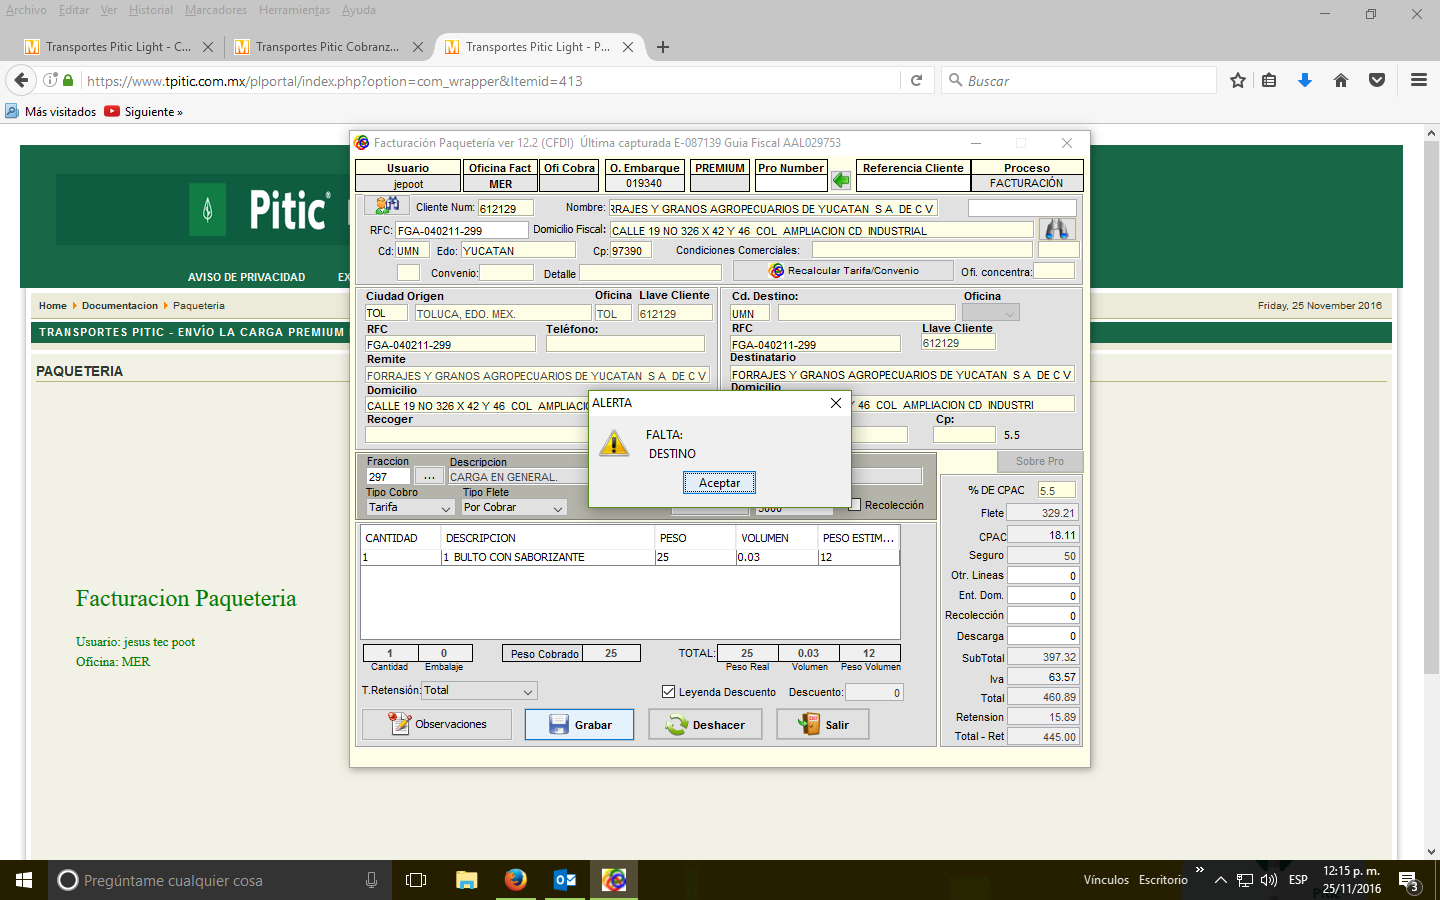 Archivo Editar Ver Historial Marcadores Herramientas Ayuda
Transportes Pitic Light - C... Transportes Pitic Cobranz... Transportes Pitic Light - P...
https://www.tpitic.com.mx/plportal/index.php?option=com_wrapper&Itemid=413 Buscar
Más visitados Siguiente »
Facturación Paquetería ver 12.2 (CFDI) Última capturada E-087139 Guia Fiscal AAL029753
Usuario Oficina Fact Ofi Cobra O. Embarque PREMIUM Pro Number Referencia Cliente Proceso
jepoot MER 019340 FACTURACIÓN
Cliente Num: 612129 Nombre: RRAJES Y GRANOS AGROPECUARIOS DE YUCATAN S A DE C V
RFC: FGA-040211-299 Domicilio Fiscal: CALLE 19 NO 326 X 42 Y 46 COL AMPLIACION CD INDUSTRIAL
Cd: UMN Edo: YUCATAN Cp: 97390 Condiciones Comerciales:
Convenio: Detalle Recalcular Tarifa/Convenio Ofi. concentra:
Pitic
AVISO DE PRIVACIDAD EX
Home Documentacion Paqueteria Friday, 25 November 2016
TRANSPORTES PITIC - ENVÍO LA CARGA PREMIUM
PAQUETERIA
Ciudad Origen Oficina Llave Cliente
TOL TOLUCA, EDO. MEX. TOL 612129
RFC Teléfono:
FGA-040211-299
Remite
FORRAJES Y GRANOS AGROPECUARIOS DE YUCATAN S A DE C V
Domicilio
CALLE 19 NO 326 X 42 Y 46 COL AMPLIACIO
Recoger
Cd. Destino: Oficina
UMN
RFC Llave Cliente
FGA-040211-299 612129
Destinatario
FORRAJES Y GRANOS AGROPECUARIOS DE YUCATAN S A DE C V
Domicilio
46 COL AMPLIACION CD INDUSTRI
Cp:
5.5
ALERTA
FALTA:
DESTINO
Aceptar
Fraccion Descripcion
297 ... CARGA EN GENERAL.
Tipo Cobro Tipo Flete
Tarifa Por Cobrar 3000 Recolección
CANTIDAD DESCRIPCION PESO VOLUMEN PESO ESTIM...
1 1 BULTO CON SABORIZANTE 25 0.03 12
1 0 Peso Cobrado 25 TOTAL: 25 0.03 12
Cantidad Embalaje Peso Real Volumen Peso Volumen
T.Retensión: Total Leyenda Descuento Descuento: 0
Observaciones Grabar Deshacer Salir
Sobre Pro
% DE CPAC 5.5
Flete 329.21
CPAC 18.11
Seguro 50
Otr. Lineas 0
Ent. Dom. 0
Recolección 0
Descarga 0
SubTotal 397.32
Iva 63.57
Total 460.89
Retension 15.89
Total - Ret 445.00
Facturacion Paqueteria
Usuario: jesus tec poot
Oficina: MER
Pregúntame cualquier cosa Vínculos Escritorio » ESP 12:15 p. m.
25/11/2016 3